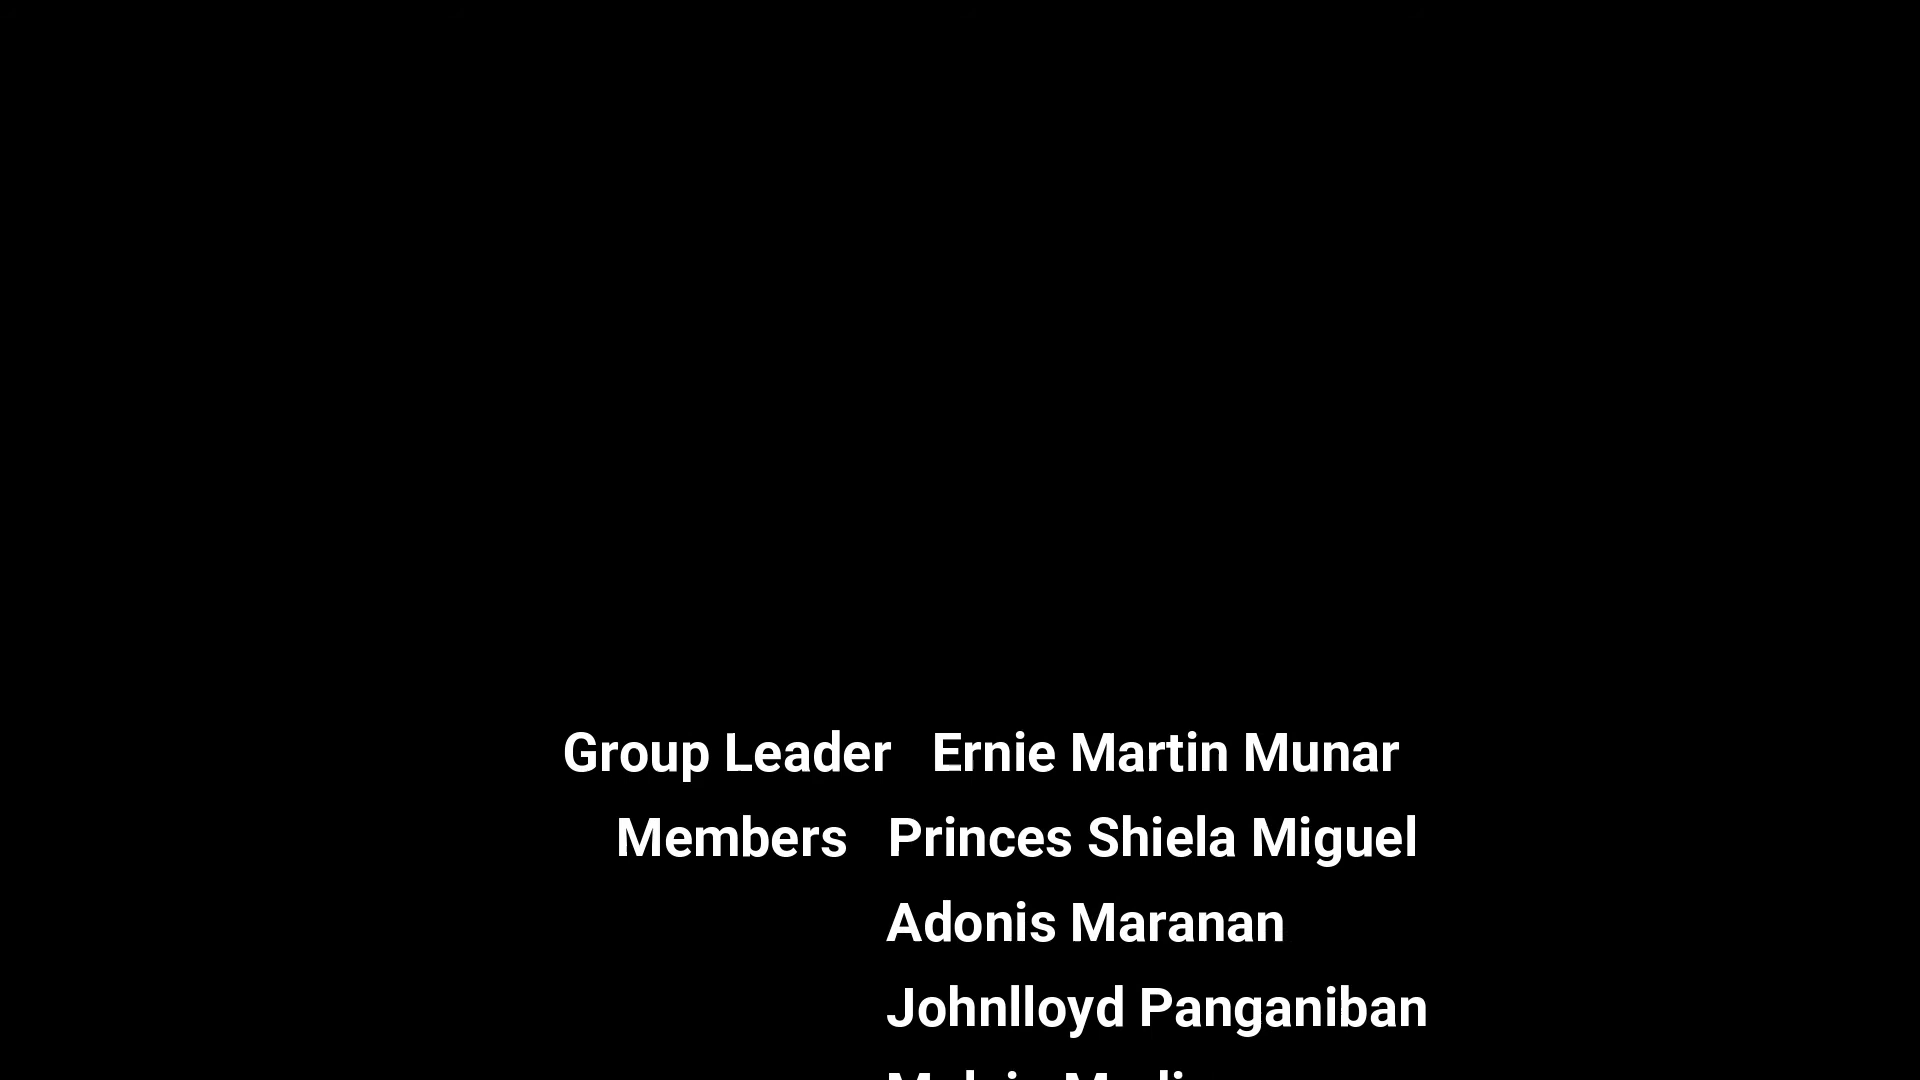 Group Leader Ernie Martin Munar
Members Princes Shiela Miguel
Adonis Maranan
Johnlloyd Panganiban